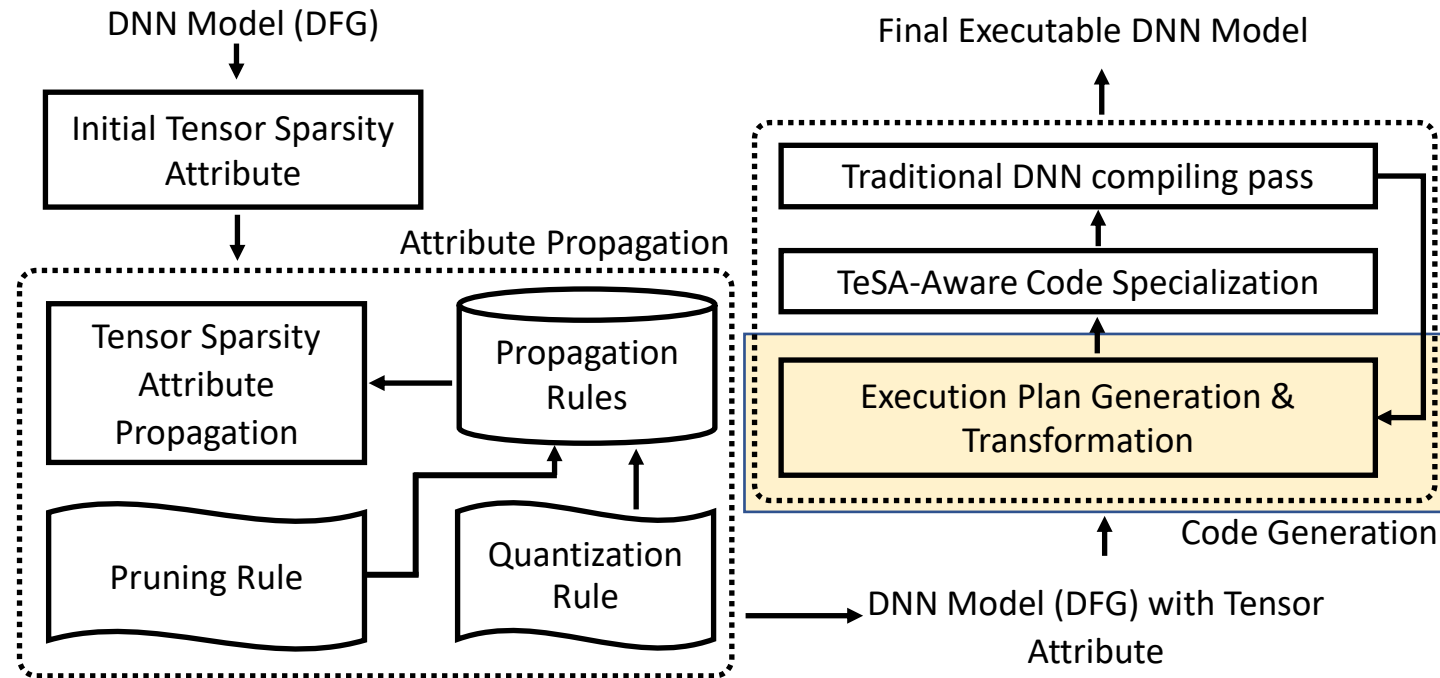 DNN Model (DFG)
Initial Tensor Sparsity
Attribute
Attribute Propagation
Tensor Sparsity
Attribute
Propagation
Propagation
Rules
Pruning Rule
Quantization
Rule
Final Executable DNN Model
Traditional DNN compiling pass
TeSA-Aware Code Specialization
Execution Plan Generation &
Transformation
Code Generation
DNN Model (DFG) with Tensor
Attribute